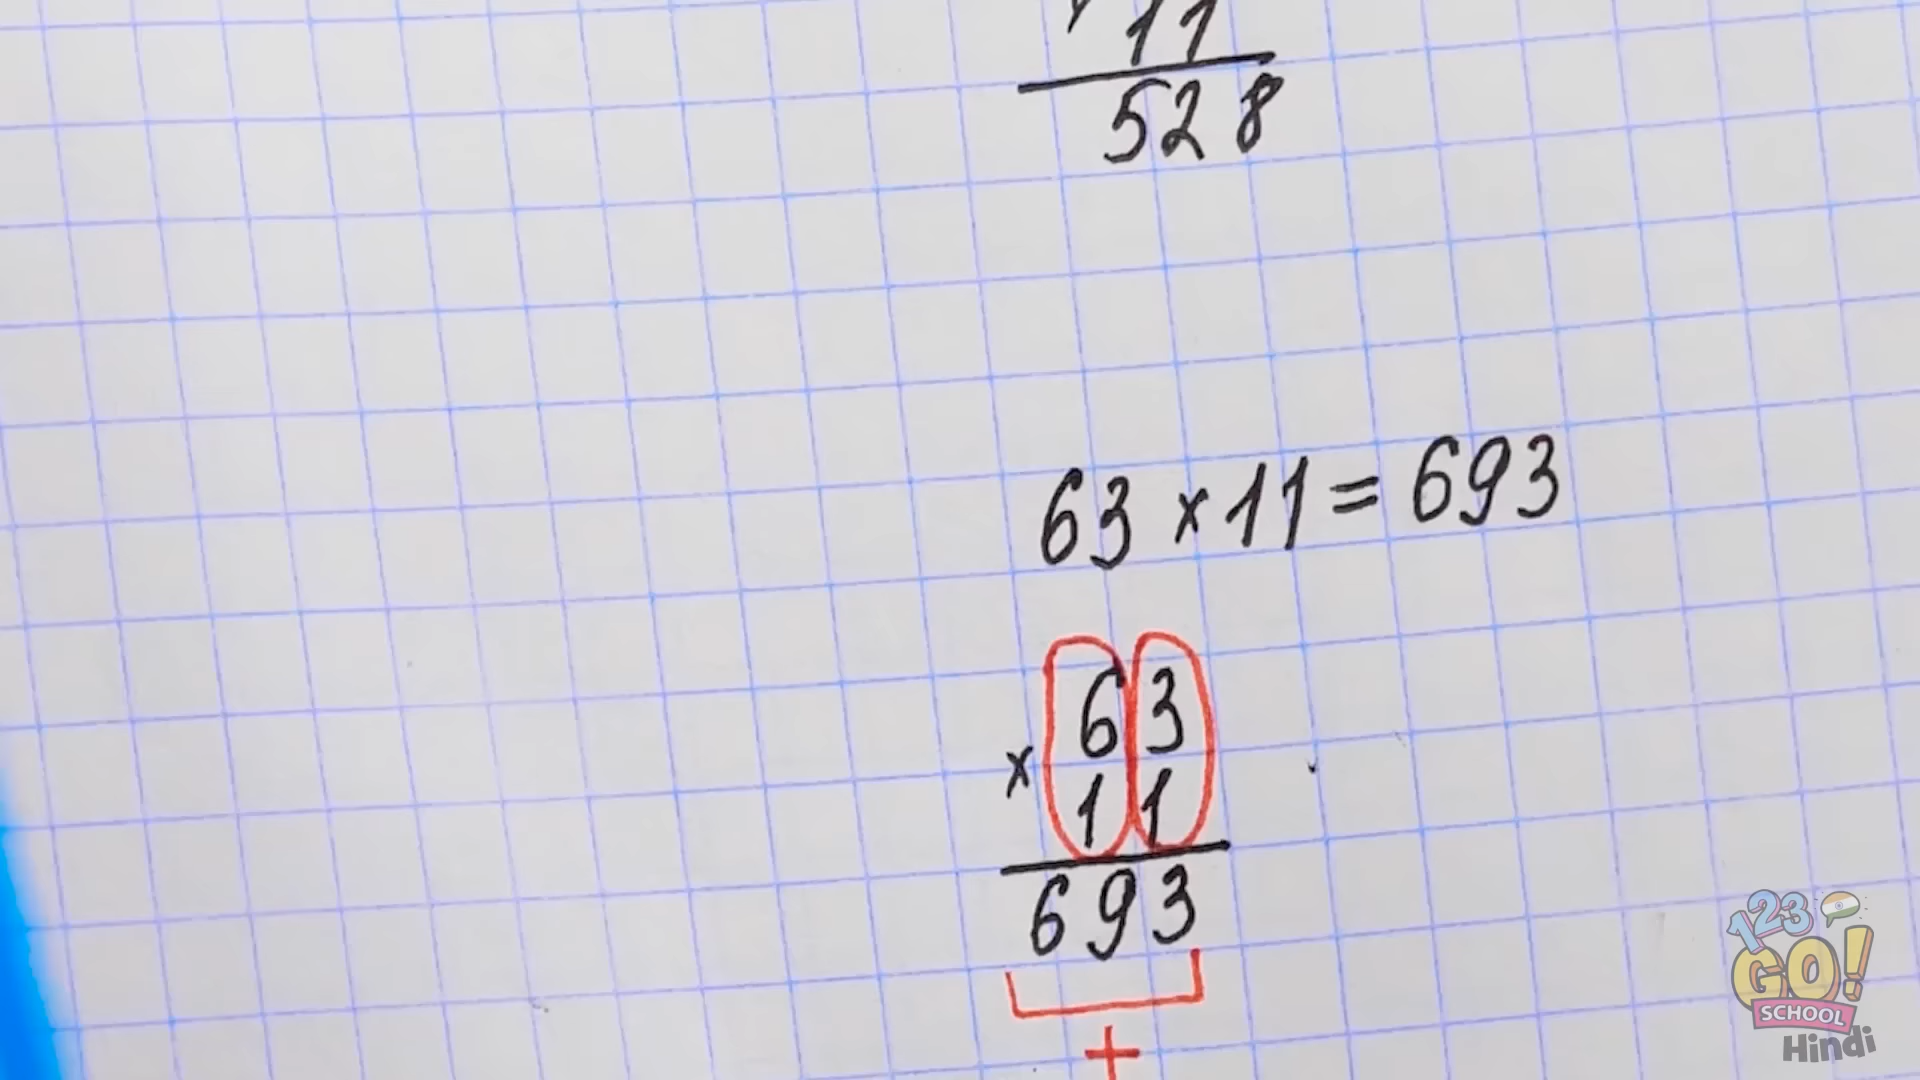 11
528
63 × 11 = 693
63
×
11
693
+
123
GO!
SCHOOL
Hindi